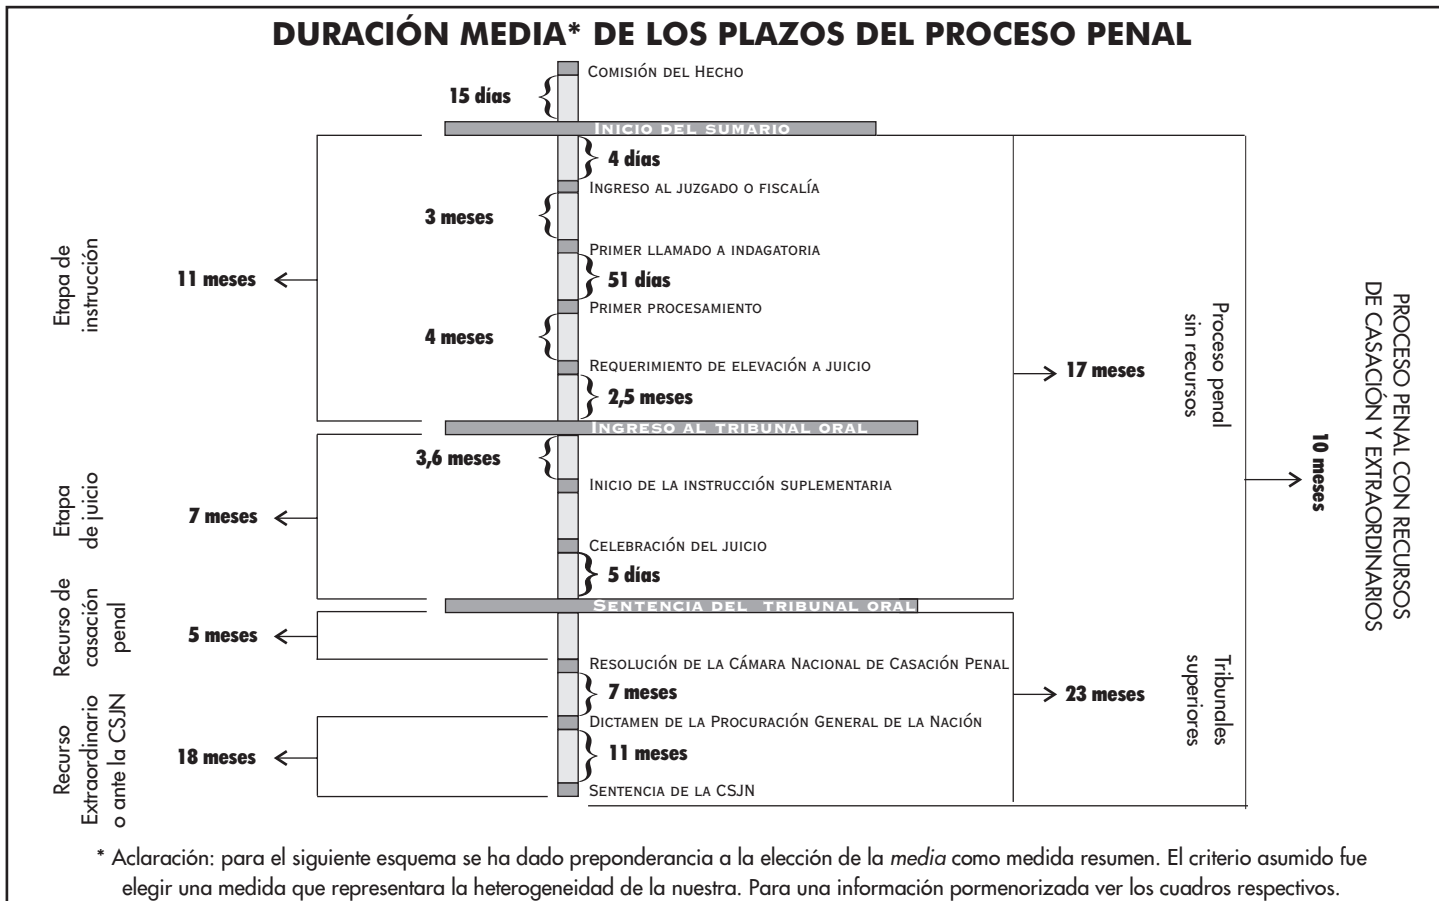 DURACIÓN MEDIA* DE LOS PLAZOS DEL PROCESO PENAL
COMISIÓN DEL HECHO
15 días
INICIO DEL SUMARIO
4 días
INGRESO AL JUZGADO O FISCALÍA
3 meses
PRIMER LLAMADO A INDAGATORIA
51 días
PRIMER PROCESAMIENTO
4 meses
REQUERIMIENTO DE ELEVACIÓN A JUICIO
2,5 meses
INGRESO AL TRIBUNAL ORAL
3,6 meses
INICIO DE LA INSTRUCCIÓN SUPLEMENTARIA
CELEBRACIÓN DEL JUICIO
5 días
SENTENCIA DEL TRIBUNAL ORAL
RESOLUCIÓN DE LA CÁMARA NACIONAL DE CASACIÓN PENAL
7 meses
DICTAMEN DE LA PROCURACIÓN GENERAL DE LA NACIÓN
11 meses
SENTENCIA DE LA CSJN
Etapa de
instrucción
11 meses
Etapa
de juicio
7 meses
Recurso de
casación
penal
5 meses
Recurso
Extraordinario
o ante la CSJN
18 meses
17 meses
Proceso penal
sin recursos
23 meses
Tribunales
superiores
10 meses
PROCESO PENAL CON RECURSOS
DE CASACIÓN Y EXTRAORDINARIOS
* Aclaración: para el siguiente esquema se ha dado preponderancia a la elección de la media como medida resumen. El criterio asumido fue
elegir una medida que representara la heterogeneidad de la nuestra. Para una información pormenorizada ver los cuadros respectivos.